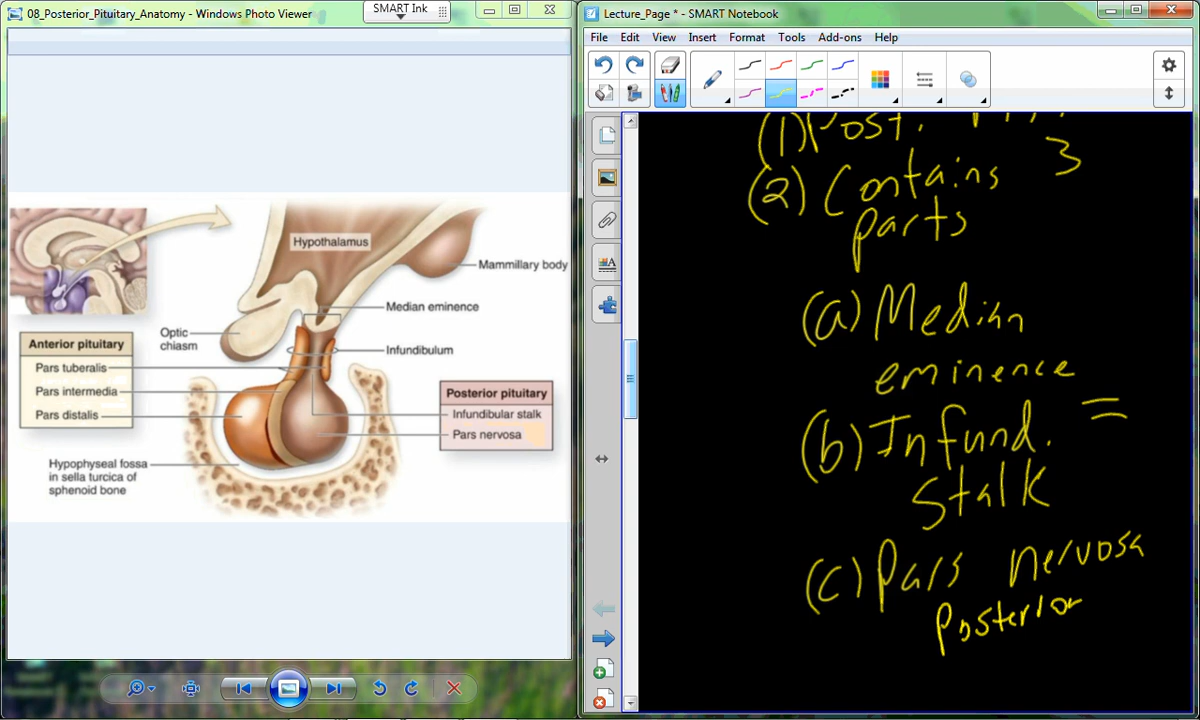 08_Posterior_Pituitary_Anatomy - Windows Photo Viewer
SMART Ink
Hypothalamus
Mammillary body
Median eminence
Optic
chiasm
Infundibulum
Anterior pituitary
Pars tuberalis
Pars intermedia
Pars distalis
Posterior pituitary
Infundibular stalk
Pars nervosa
Hypophyseal fossa
in sella turcica of
sphenoid bone
Lecture_Page * - SMART Notebook
File Edit View Insert Format Tools Add-ons Help
(1) Post.
(2) Contains 3
parts
(a) Median
eminence
(b) Infund. =
Stalk
(c) Pars nervosa
Posterior